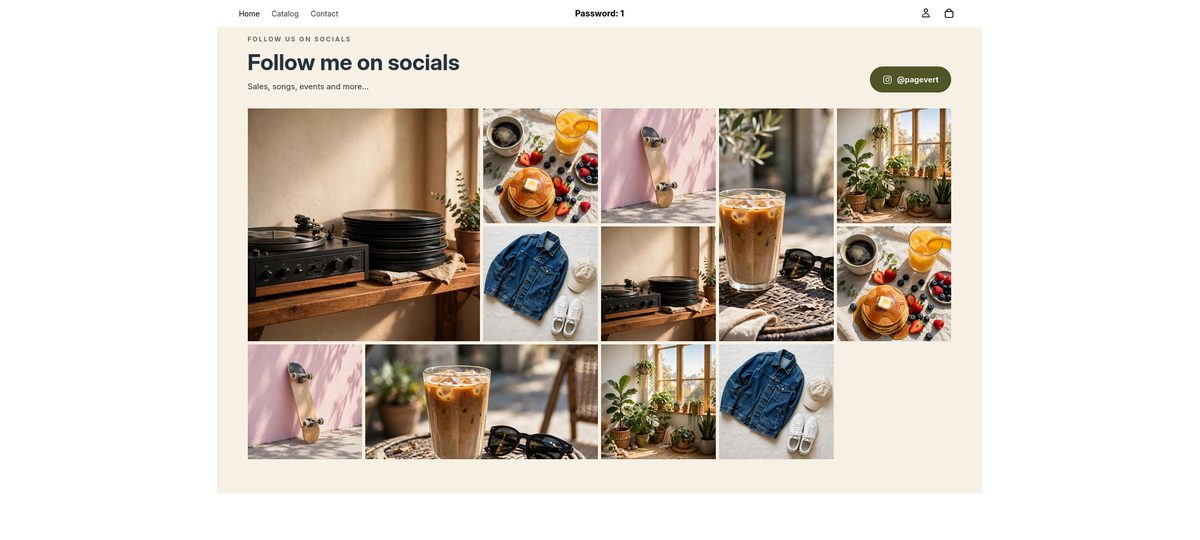 Home Catalog Contact
Password: 1
FOLLOW US ON SOCIALS
Follow me on socials
Sales, songs, events and more...
@pagevert